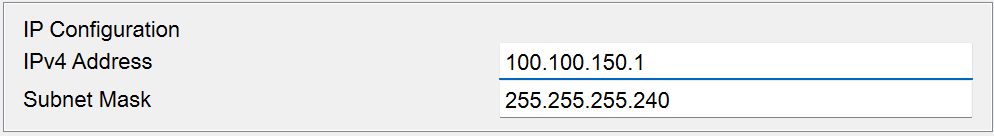 IP Configuration
IPv4 Address 100.100.150.1
Subnet Mask 255.255.255.240